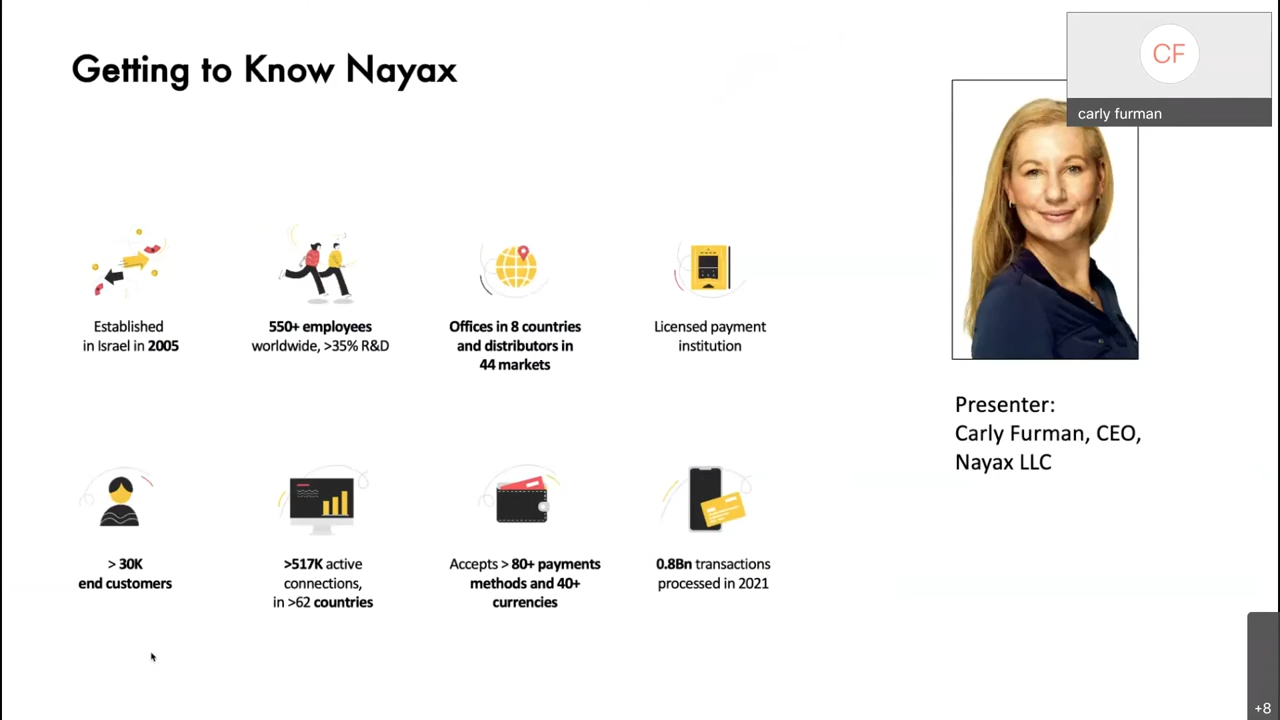 Getting to Know Nayax
CF
carly furman
Established
in Israel in 2005
550+ employees
worldwide, >35% R&D
Offices in 8 countries
and distributors in
44 markets
Licensed payment
institution
Presenter:
Carly Furman, CEO,
Nayax LLC
> 30K
end customers
>517K active
connections,
in >62 countries
Accepts > 80+ payments
methods and 40+
currencies
0.8Bn transactions
processed in 2021
+8